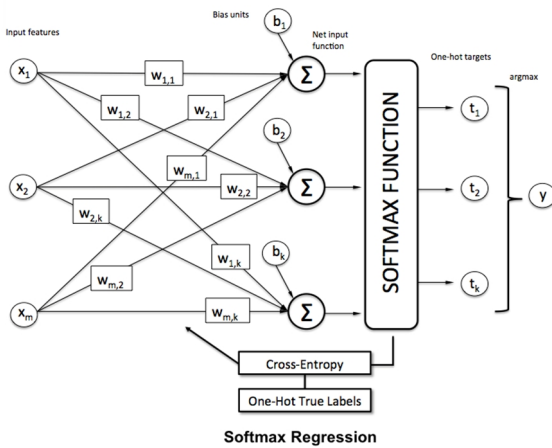 Input features
Bias units
Net input
function
One-hot targets
argmax
b1
b2
bk
x1
x2
xm
w1,1
w1,2
w2,1
wm,1
w2,2
w2,k
w1,k
wm,2
wm,k
Σ
Σ
Σ
SOFTMAX FUNCTION
t1
t2
tk
y
Cross-Entropy
One-Hot True Labels
Softmax Regression